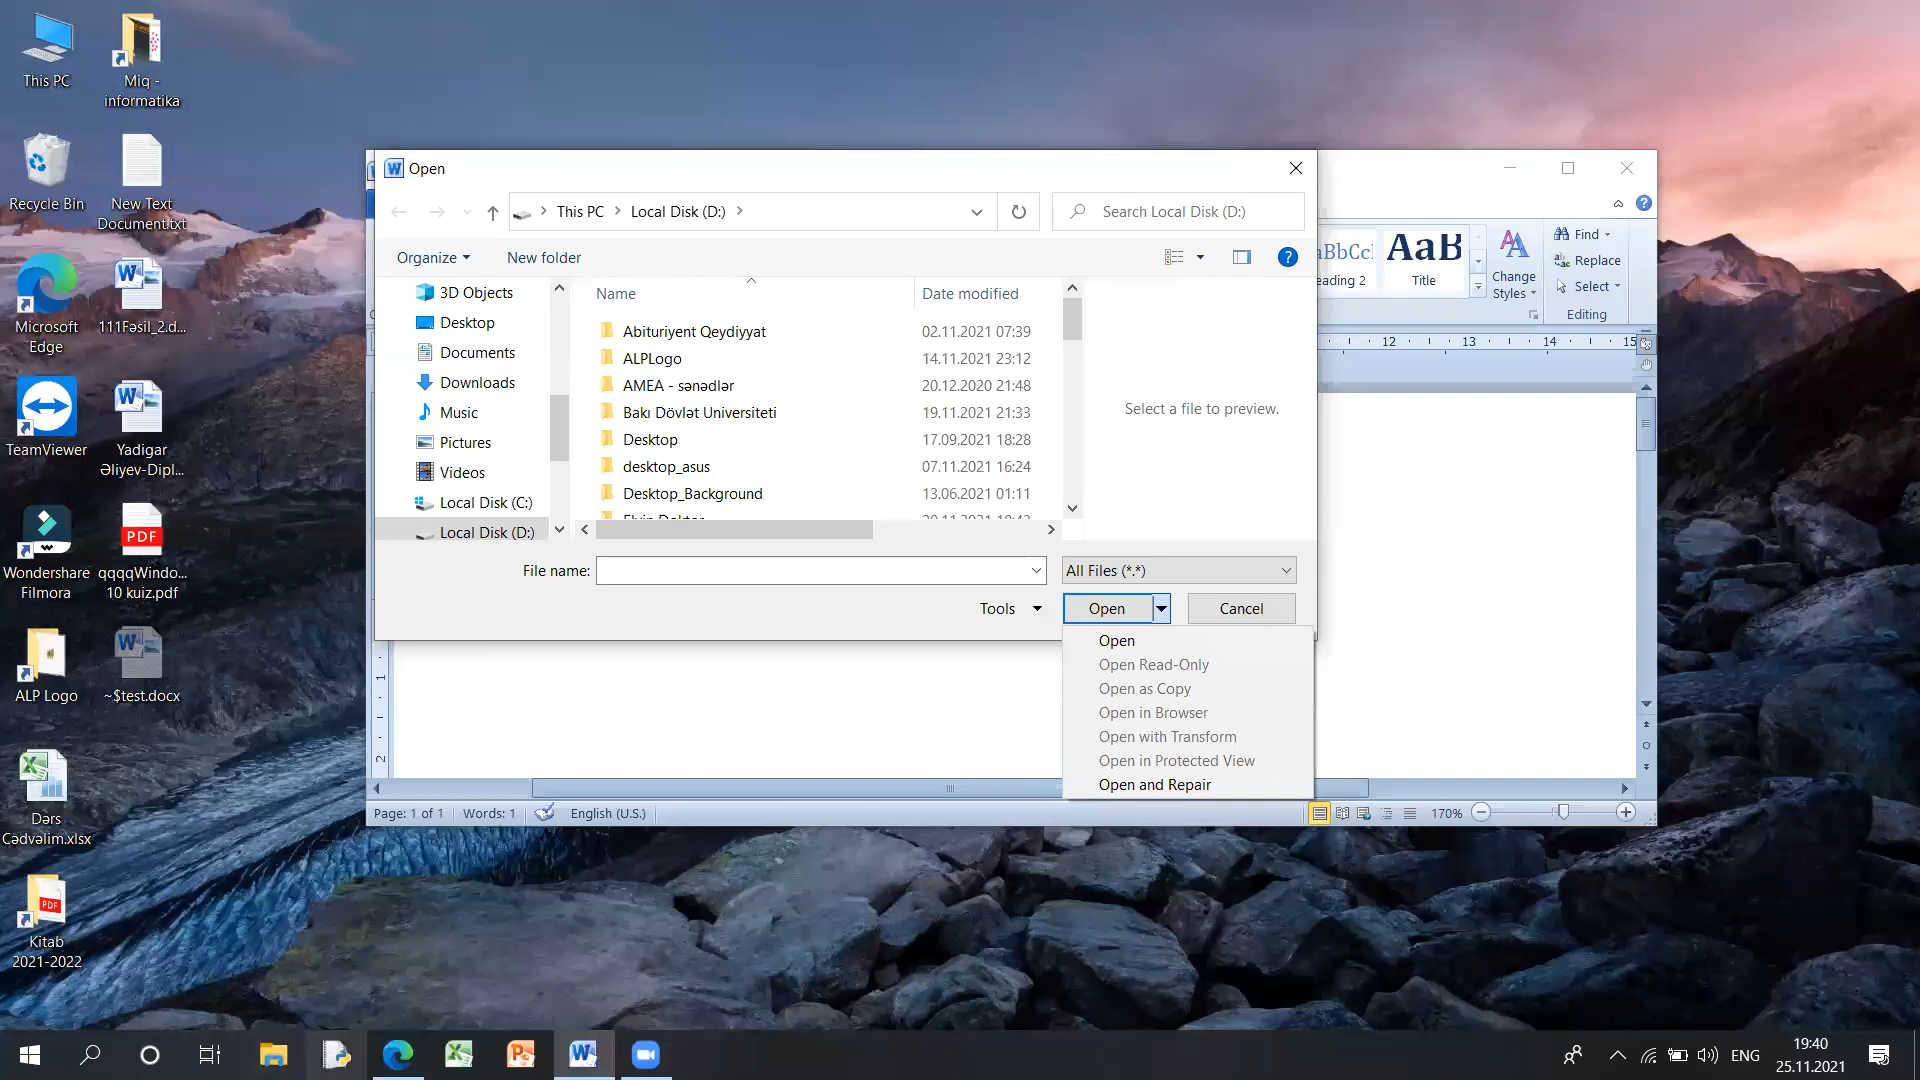 This PC
Miq -
informatika
Recycle Bin
New Text
Document.txt
Microsoft
Edge
111Fəsil_2.d...
TeamViewer
Yadigar
Əliyev-Dipl...
Wondershare
Filmora
PDF
qqqqWindo...
10 kuiz.pdf
ALP Logo
~$test.docx
Dərs
Cədvəlim.xlsx
PDF
Kitab
2021-2022
Open
This PC
Local Disk (D:)
Search Local Disk (D:)
Organize
New folder
3D Objects
Desktop
Documents
Downloads
Music
Pictures
Videos
Local Disk (C:)
Local Disk (D:)
Name
Date modified
Abituriyent Qeydiyyat 02.11.2021 07:39
ALPLogo 14.11.2021 23:12
AMEA - sənədlər 20.12.2020 21:48
Bakı Dövlət Universiteti 19.11.2021 21:33
Desktop 17.09.2021 18:28
desktop_asus 07.11.2021 16:24
Desktop_Background 13.06.2021 01:11
Select a file to preview.
File name:
All Files (*.*)
Tools
Open
Cancel
Open
Open Read-Only
Open as Copy
Open in Browser
Open with Transform
Open in Protected View
Open and Repair
aBbCcI
AaB
eading 2
Title
Change
Styles
Find
Replace
Select
Editing
12 13 14 15
1
2
Page: 1 of 1
Words: 1
English (U.S.)
170%
ENG
19:40
25.11.2021